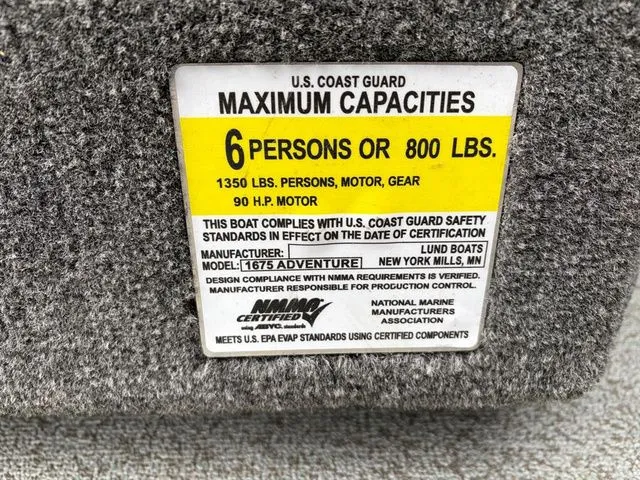 U.S. COAST GUARD
MAXIMUM CAPACITIES
6 PERSONS OR 800 LBS.
1350 LBS. PERSONS, MOTOR, GEAR
90 H.P. MOTOR
THIS BOAT COMPLIES WITH U.S. COAST GUARD SAFETY
STANDARDS IN EFFECT ON THE DATE OF CERTIFICATION
MANUFACTURER: LUND BOATS
MODEL: 1675 ADVENTURE NEW YORK MILLS, MN
DESIGN COMPLIANCE WITH NMMA REQUIREMENTS IS VERIFIED.
MANUFACTURER RESPONSIBLE FOR PRODUCTION CONTROL.
NMMA
CERTIFIED
using ABYC standards
NATIONAL MARINE
MANUFACTURERS
ASSOCIATION
MEETS U.S. EPA EVAP STANDARDS USING CERTIFIED COMPONENTS